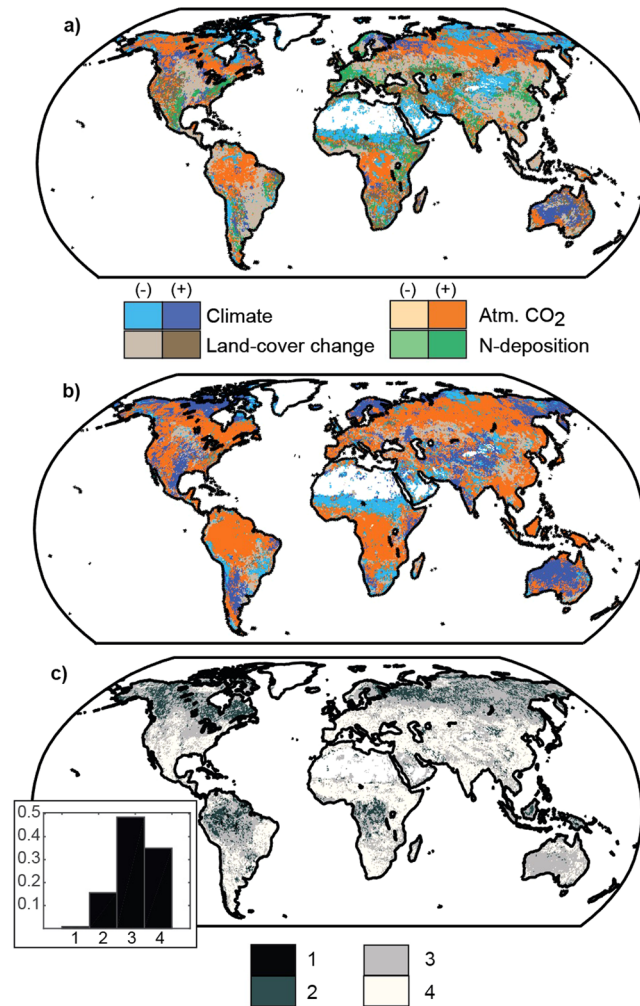 a)
(-) (+) (-) (+)
Climate Atm. CO2
Land-cover change N-deposition
b)
c)
0.5
0.4
0.3
0.2
0.1
1 2 3 4
1 3
2 4